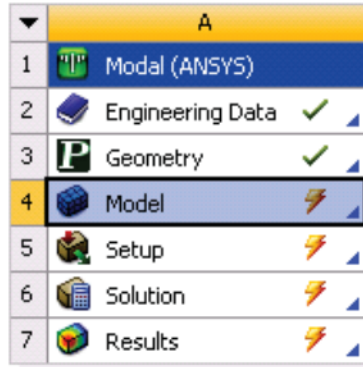 A
1 Modal (ANSYS)
2 Engineering Data
3 P Geometry
4 Model
5 Setup
6 Solution
7 Results